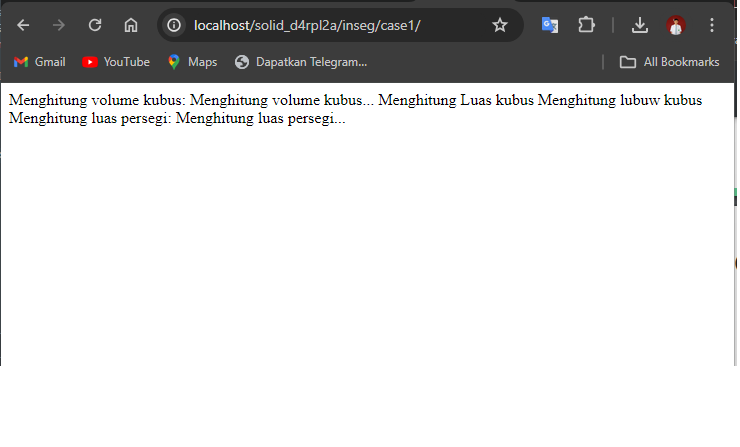 localhost/solid_d4rpl2a/inseg/case1/
Gmail YouTube Maps Dapatkan Telegram... All Bookmarks
Menghitung volume kubus: Menghitung volume kubus... Menghitung Luas kubus Menghitung lubuw kubus
Menghitung luas persegi: Menghitung luas persegi...